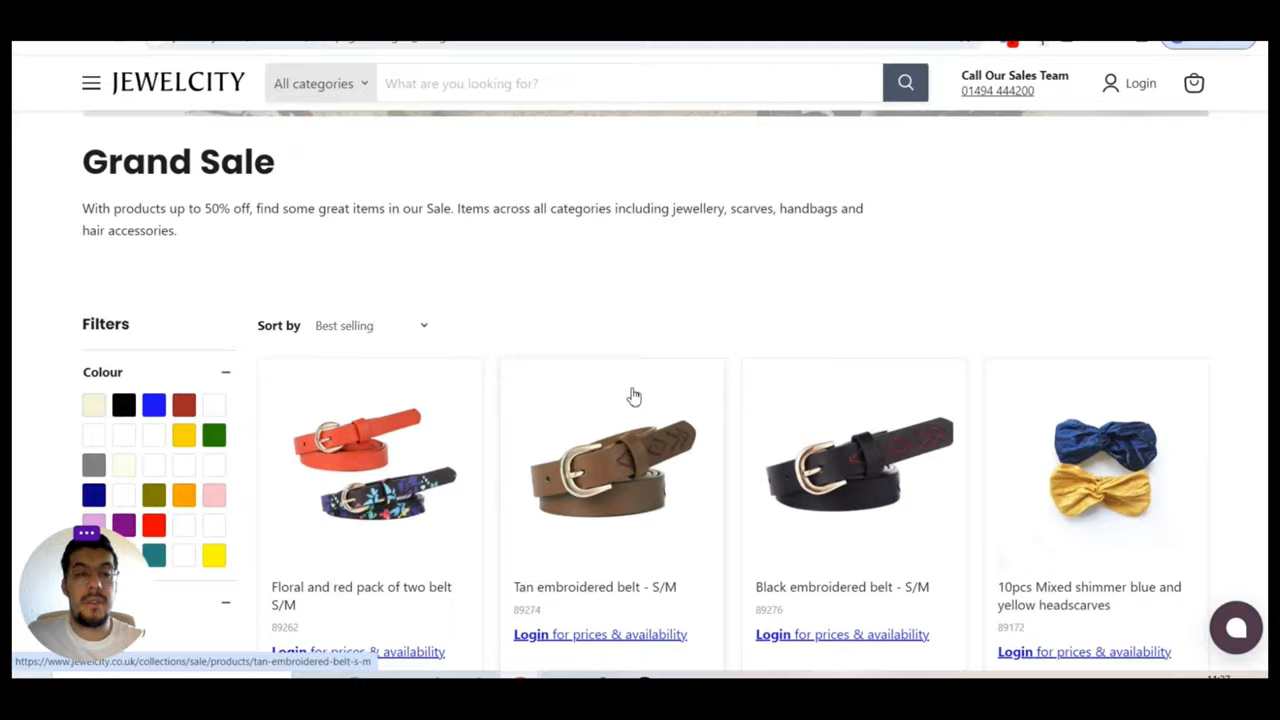 JEWELCITY
All categories
What are you looking for?
Call Our Sales Team
01494 444200
Login
Grand Sale
With products up to 50% off, find some great items in our Sale. Items across all categories including jewellery, scarves, handbags and
hair accessories.
Filters
Sort by
Best selling
Colour
Floral and red pack of two belt
S/M
89262
Login for prices & availability
Tan embroidered belt - S/M
89274
Login for prices & availability
Black embroidered belt - S/M
89276
Login for prices & availability
10pcs Mixed shimmer blue and
yellow headscarves
89172
Login for prices & availability
https://www.jewelcity.co.uk/collections/sale/products/tan-embroidered-belt-s-m